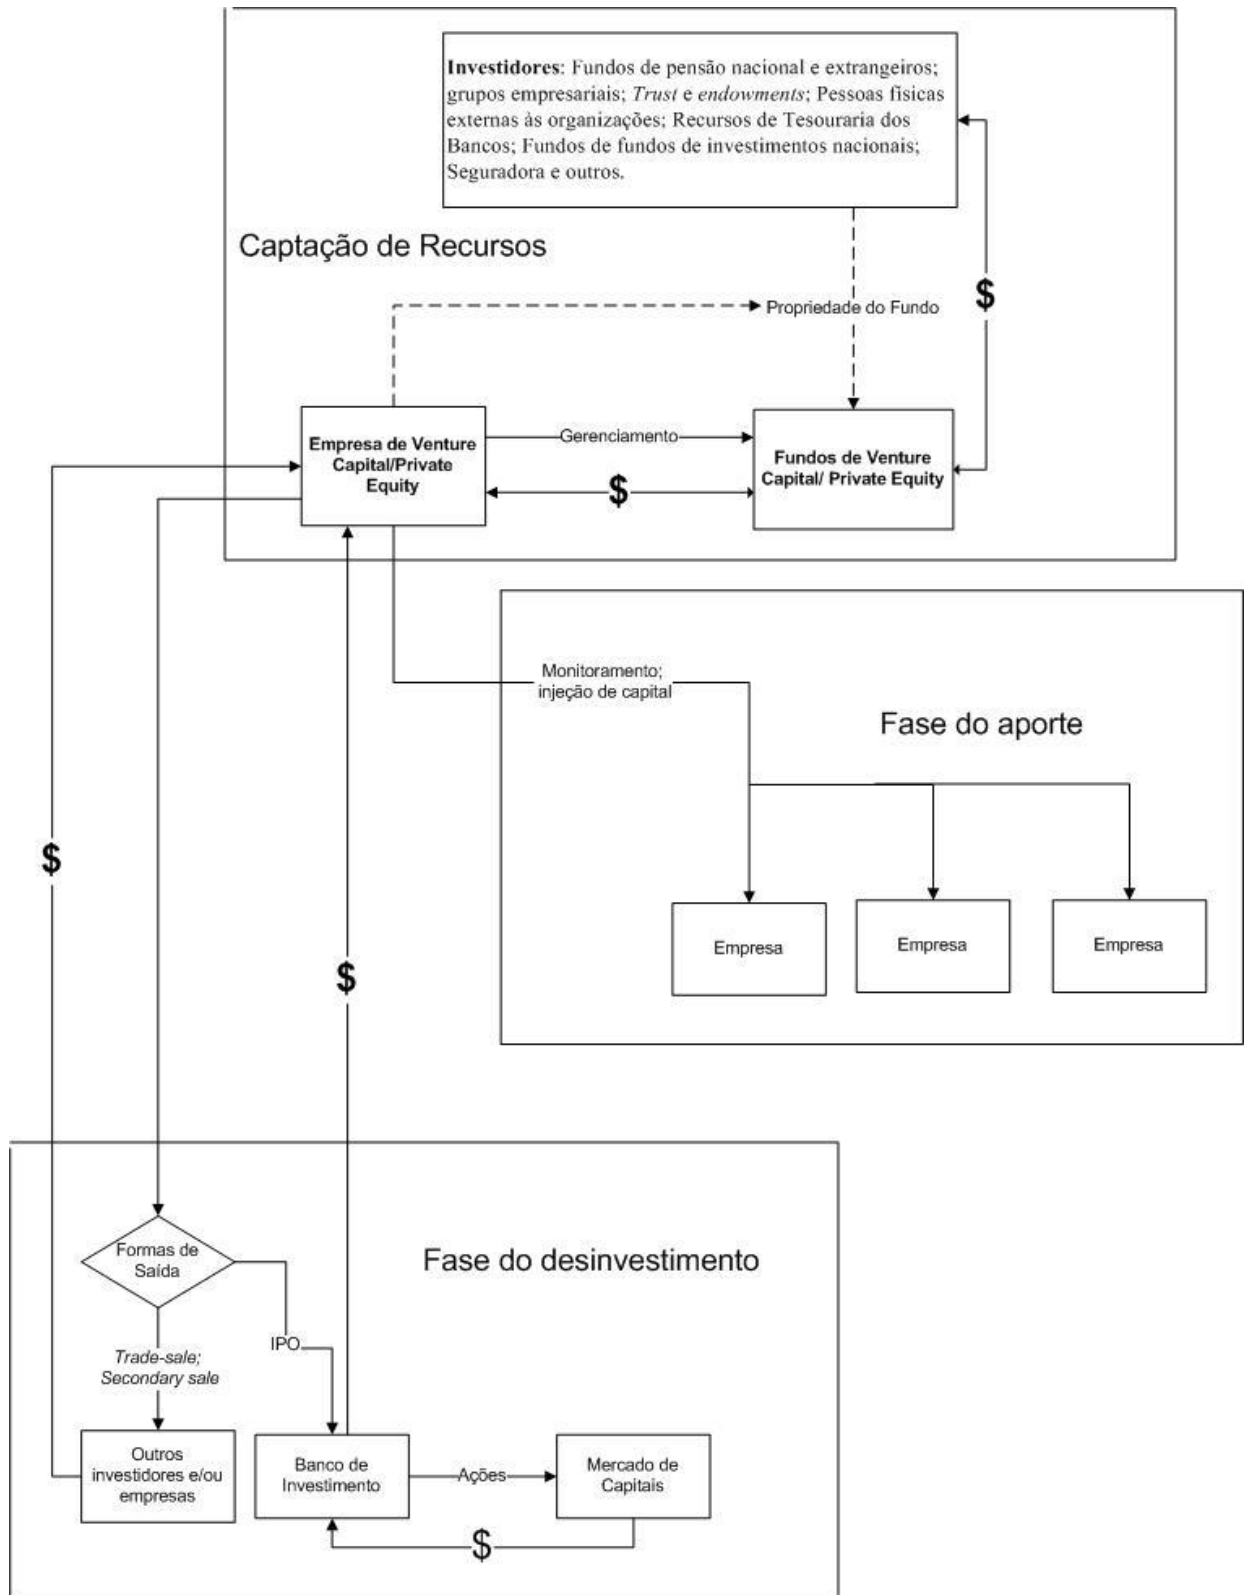 Investidores: Fundos de pensão nacional e extrangeiros;
grupos empresariais; Trust e endowments; Pessoas físicas
externas às organizações; Recursos de Tesouraria dos
Bancos; Fundos de fundos de investimentos nacionais;
Seguradora e outros.
Captação de Recursos
$
Propriedade do Fundo
Empresa de Venture
Capital/Private
Equity
Gerenciamento
$
Fundos de Venture
Capital/ Private Equity
Monitoramento;
injeção de capital
Fase do aporte
$
Empresa
Empresa
Empresa
$
Formas de
Saída
Fase do desinvestimento
IPO
Trade-sale;
Secondary sale
Outros
investidores e/ou
empresas
Banco de
Investimento
Ações
Mercado de
Capitais
$